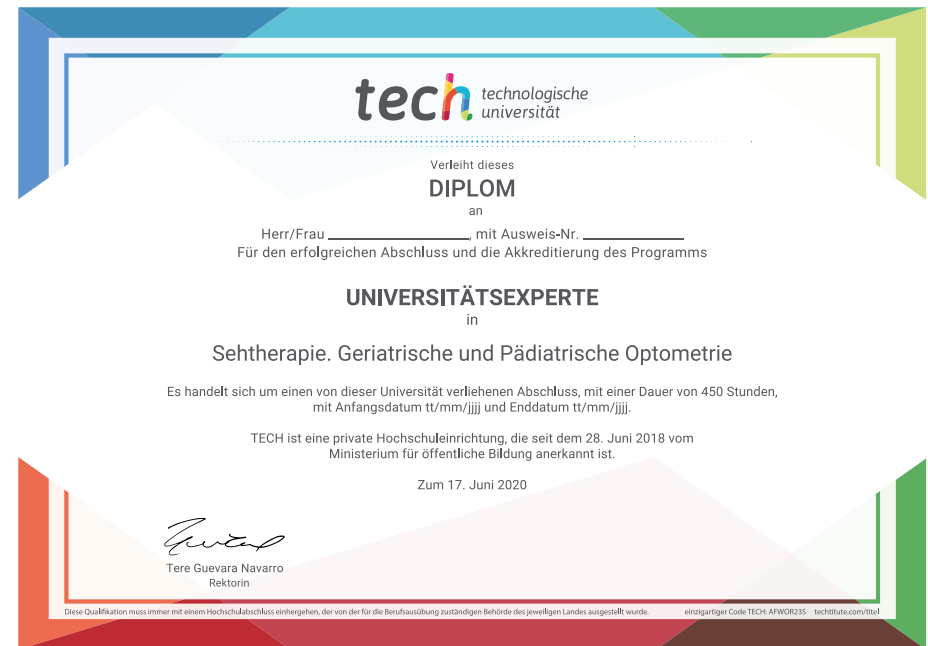 tech technologische
universität
Verleiht dieses
DIPLOM
an
Herr/Frau ____________________, mit Ausweis-Nr. ______________
Für den erfolgreichen Abschluss und die Akkreditierung des Programms
UNIVERSITÄTSEXPERTE
in
Sehtherapie. Geriatrische und Pädiatrische Optometrie
Es handelt sich um einen von dieser Universität verliehenen Abschluss, mit einer Dauer von 450 Stunden,
mit Anfangsdatum tt/mm/jjjj und Enddatum tt/mm/jjjj.
TECH ist eine private Hochschuleinrichtung, die seit dem 28. Juni 2018 vom
Ministerium für öffentliche Bildung anerkannt ist.
Zum 17. Juni 2020
Tere Guevara Navarro
Rektorin
Diese Qualifikation muss immer mit einem Hochschulabschluss einhergehen, der von der für die Berufsausübung zuständigen Behörde des jeweiligen Landes ausgestellt wurde. einzigartiger Code TECH: AFWOR23S techtitute.com/titel